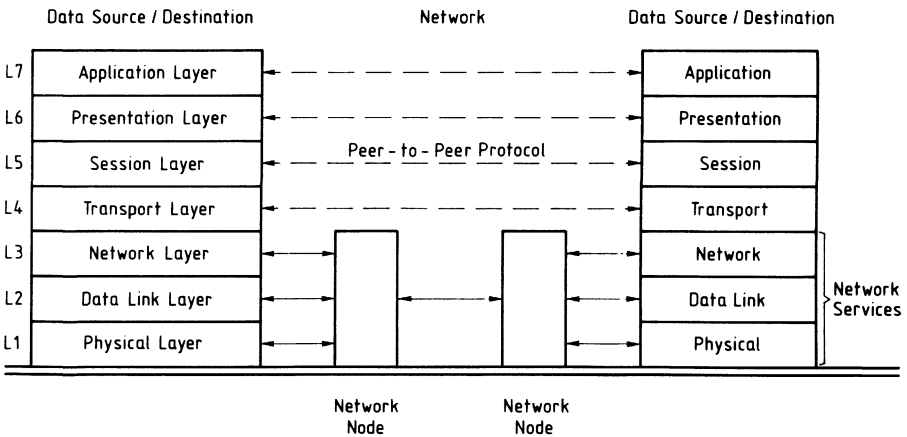 Data Source / Destination
Network
Data Source / Destination
L7
Application Layer
Application
L6
Presentation Layer
Presentation
Peer - to - Peer Protocol
L5
Session Layer
Session
L4
Transport Layer
Transport
L3
Network Layer
Network
L2
Data Link Layer
Data Link
Network
Services
L1
Physical Layer
Physical
Network
Node
Network
Node